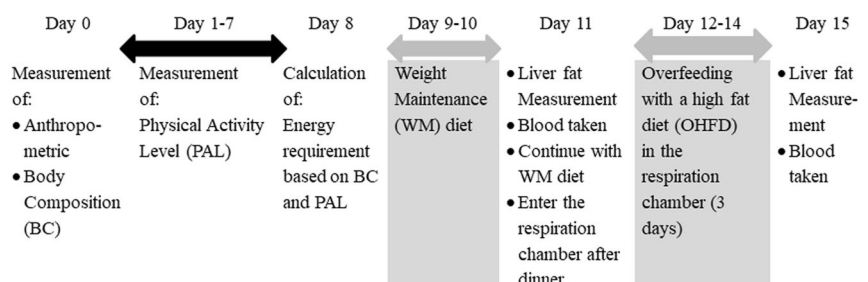 Day 0
Day 1-7
Day 8
Day 9-10
Day 11
Day 12-14
Day 15
Measurement
of:
• Anthropo-
metric
• Body
Composition
(BC)
Measurement
of:
Physical Activity
Level (PAL)
Calculation
of:
Energy
requirement
based on BC
and PAL
Weight
Maintenance
(WM) diet
• Liver fat
Measurement
• Blood taken
• Continue with
WM diet
• Enter the
respiration
chamber after
dinner
Overfeeding
with a high fat
diet (OHFD)
in the
respiration
chamber (3
days)
• Liver fat
Measure-
ment
• Blood
taken